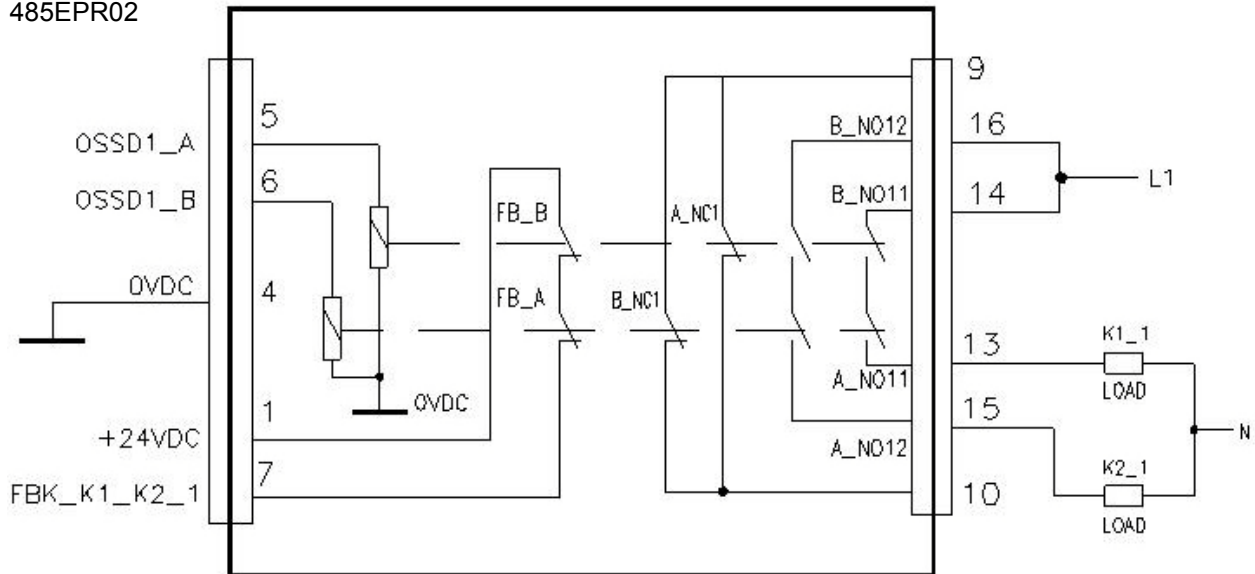 485EPR02
9
5
B_NO12
16
OSSD1_A
6
L1
OSSD1_B
FB_B
A_NC1
B_NO11
14
0VDC
4
FB_A
B_NC1
13
K1_1
LOAD
A_NO11
1
0VDC
15
+24VDC
N
7
A_NO12
K2_1
FBK_K1_K2_1
10
LOAD